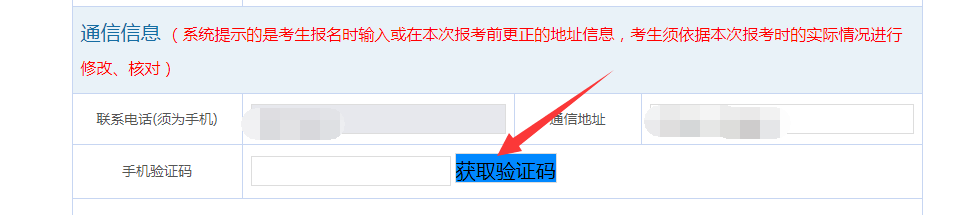 通信信息（系统提示的是考生报名时输入或在本次报考前更正的地址信息，考生须依据本次报考时的实际情况进行
修改、核对）
联系电话(须为手机) 通信地址
手机验证码 获取验证码